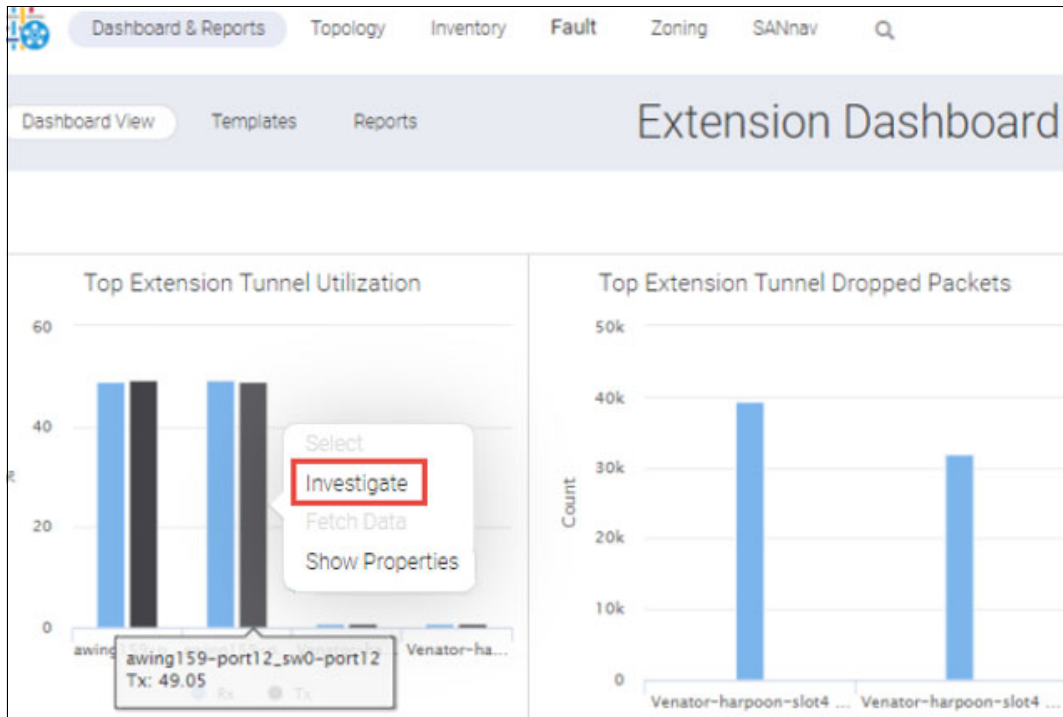 Dashboard & Reports Topology Inventory Fault Zoning SANnav
Dashboard View Templates Reports
Extension Dashboard
Top Extension Tunnel Utilization
60
40
20
0
%
Select
Investigate
Fetch Data
Show Properties
awing159-port12_sw0-port12
Tx: 49.05
Venator-ha...
Rx Tx
Top Extension Tunnel Dropped Packets
50k
40k
30k
20k
10k
0
Count
Venator-harpoon-slot4 ... Venator-harpoon-slot4 ...